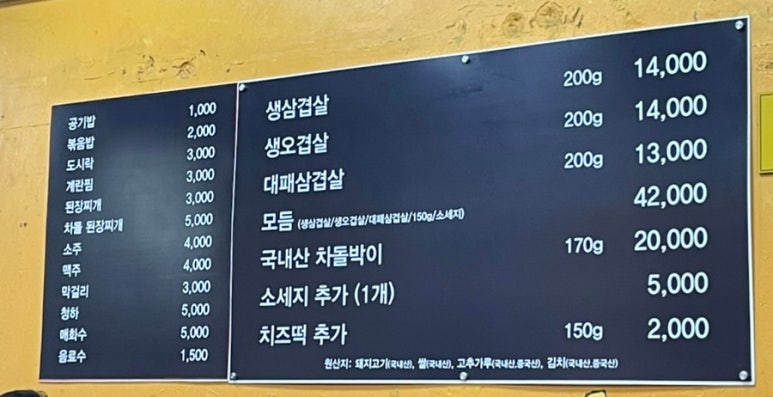 공기밥 1,000
볶음밥 2,000
도시락 3,000
계란찜 3,000
된장찌개 3,000
차돌 된장찌개 5,000
소주 4,000
맥주 4,000
막걸리 3,000
청하 5,000
매화수 5,000
음료수 1,500
생삼겹살 200g 14,000
생오겹살 200g 14,000
대패삼겹살 200g 13,000
모듬 (생삼겹살/생오겹살/대패삼겹살/150g/소세지) 42,000
국내산 차돌박이 170g 20,000
소세지 추가 (1개) 5,000
치즈떡 추가 150g 2,000
원산지: 돼지고기(국내산), 쌀(국내산), 고추가루(국내산,중국산), 김치(국내산,중국산)